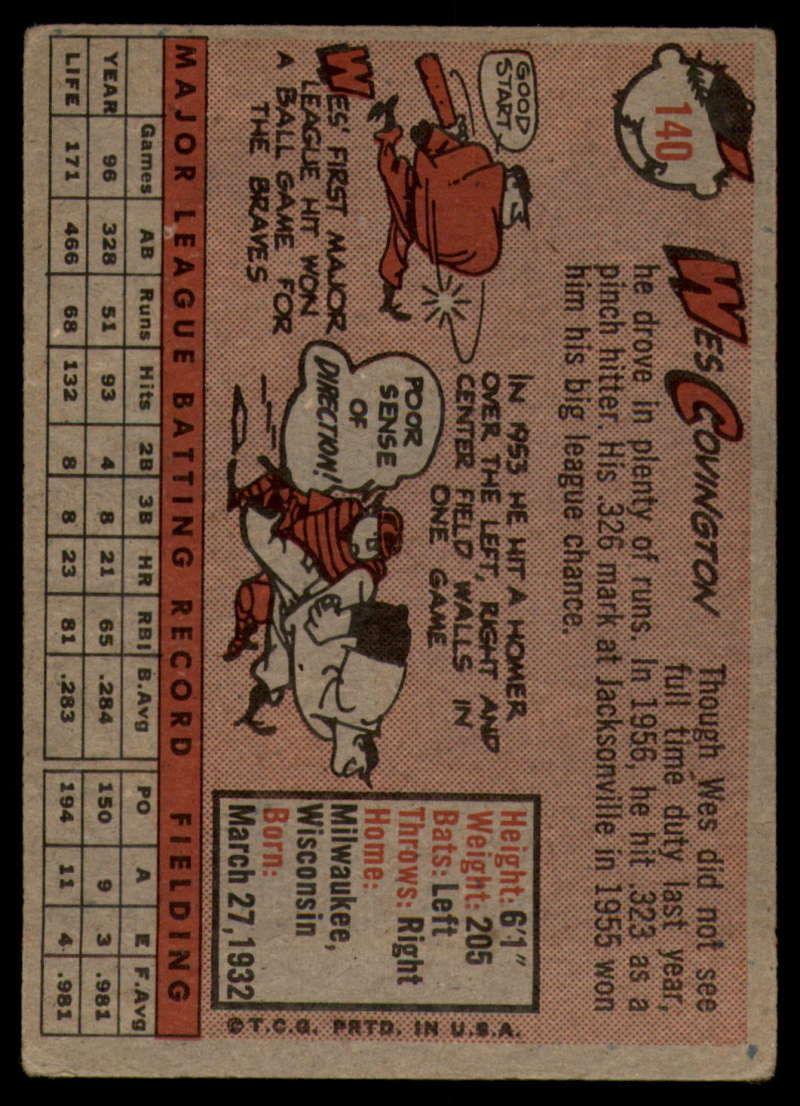 140
WES COVINGTON
Though Wes did not see
full time duty last year,
he drove in plenty of runs. In 1956, he hit .323 as a
pinch hitter. His .326 mark at Jacksonville in 1955 won
him his big league chance.
GOOD
START
WES' FIRST MAJOR
LEAGUE HIT WON
A BALL GAME FOR
THE BRAVES
IN 1953 HE HIT A HOMER
OVER THE LEFT, RIGHT AND
CENTER FIELD WALLS IN
ONE GAME
POOR
SENSE
OF
DIRECTION!
Height: 6'1"
Weight: 205
Bats: Left
Throws: Right
Home:
Milwaukee,
Wisconsin
Born:
March 27, 1932
© T.C.G. PRTD. IN U.S.A.
MAJOR LEAGUE BATTING RECORD FIELDING
Games AB Runs Hits 2B 3B HR RBI B.Avg PO A E F.Avg
YEAR 96 328 51 93 4 8 21 65 .284 150 9 3 .981
LIFE 171 466 68 132 8 8 23 81 .283 194 11 4 .981